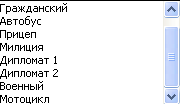 Гражданский
Автобус
Прицеп
Милиция
Дипломат 1
Дипломат 2
Военный
Мотоцикл